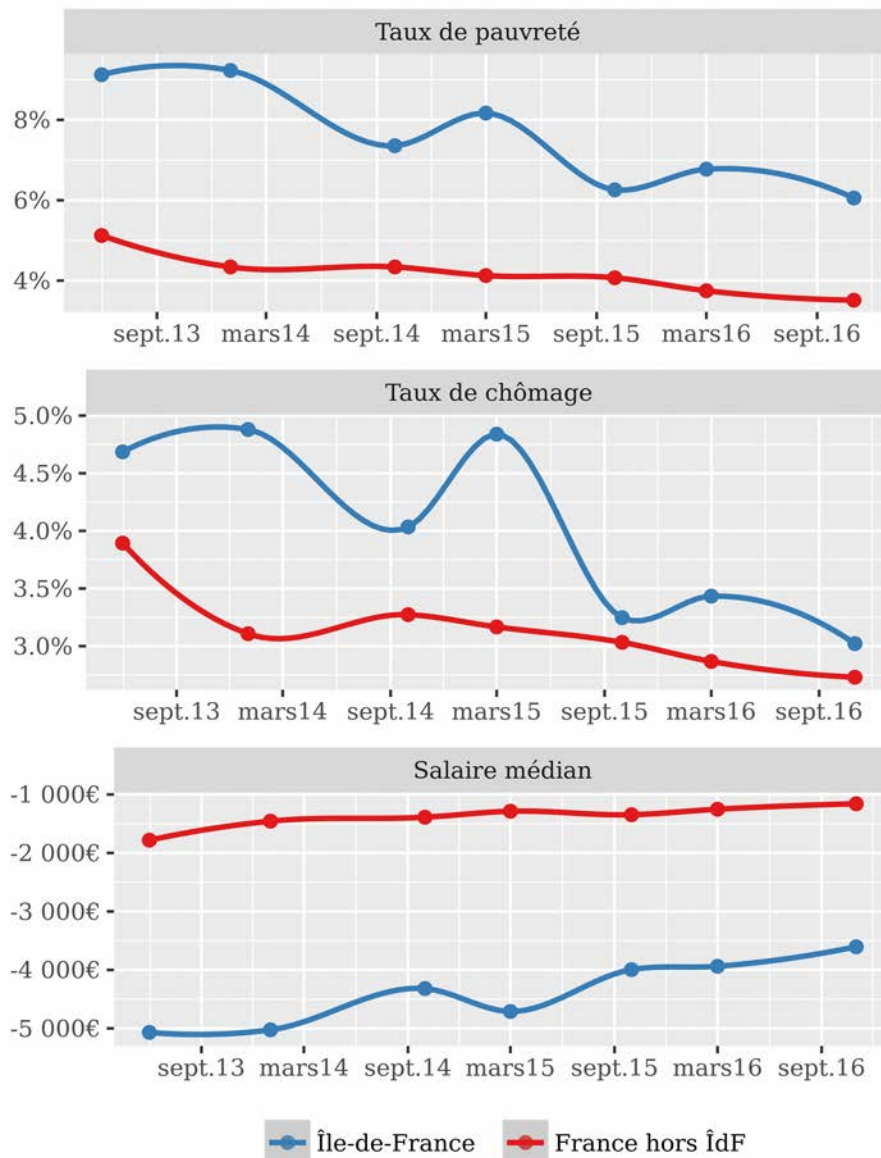 Taux de pauvreté
8%
6%
4%
sept.13 mars14 sept.14 mars15 sept.15 mars16 sept.16
Taux de chômage
5.0%
4.5%
4.0%
3.5%
3.0%
sept.13 mars14 sept.14 mars15 sept.15 mars16 sept.16
Salaire médian
-1 000€
-2 000€
-3 000€
-4 000€
-5 000€
sept.13 mars14 sept.14 mars15 sept.15 mars16 sept.16
Île-de-France France hors ÎdF